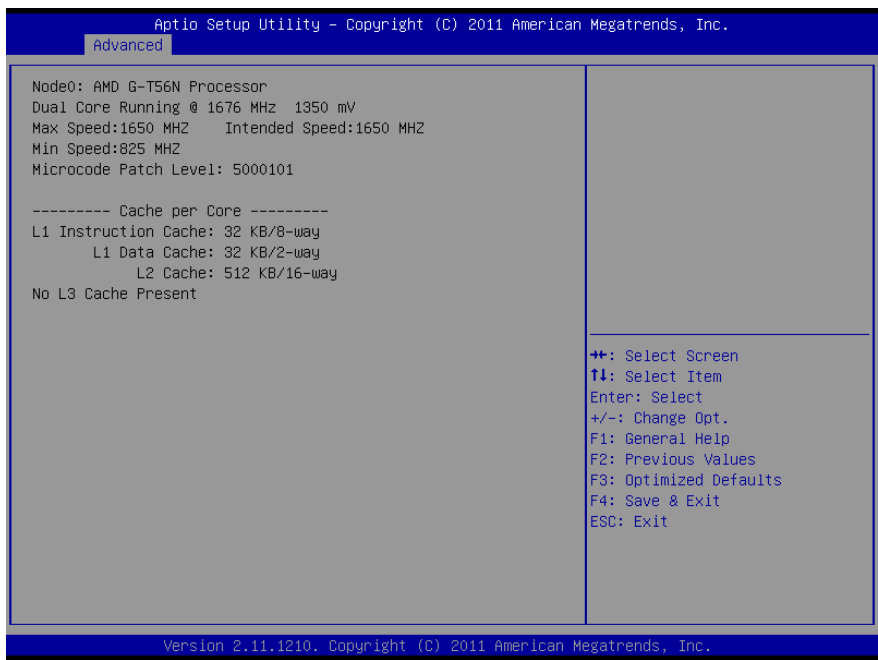 Aptio Setup Utility – Copyright (C) 2011 American Megatrends, Inc.
Advanced
Node0: AMD G-T56N Processor
Dual Core Running @ 1676 MHz 1350 mV
Max Speed:1650 MHZ Intended Speed:1650 MHZ
Min Speed:825 MHZ
Microcode Patch Level: 5000101
--------- Cache per Core ---------
L1 Instruction Cache: 32 KB/8-way
L1 Data Cache: 32 KB/2-way
L2 Cache: 512 KB/16-way
No L3 Cache Present
→←: Select Screen
↑↓: Select Item
Enter: Select
+/-: Change Opt.
F1: General Help
F2: Previous Values
F3: Optimized Defaults
F4: Save & Exit
ESC: Exit
Version 2.11.1210. Copyright (C) 2011 American Megatrends, Inc.